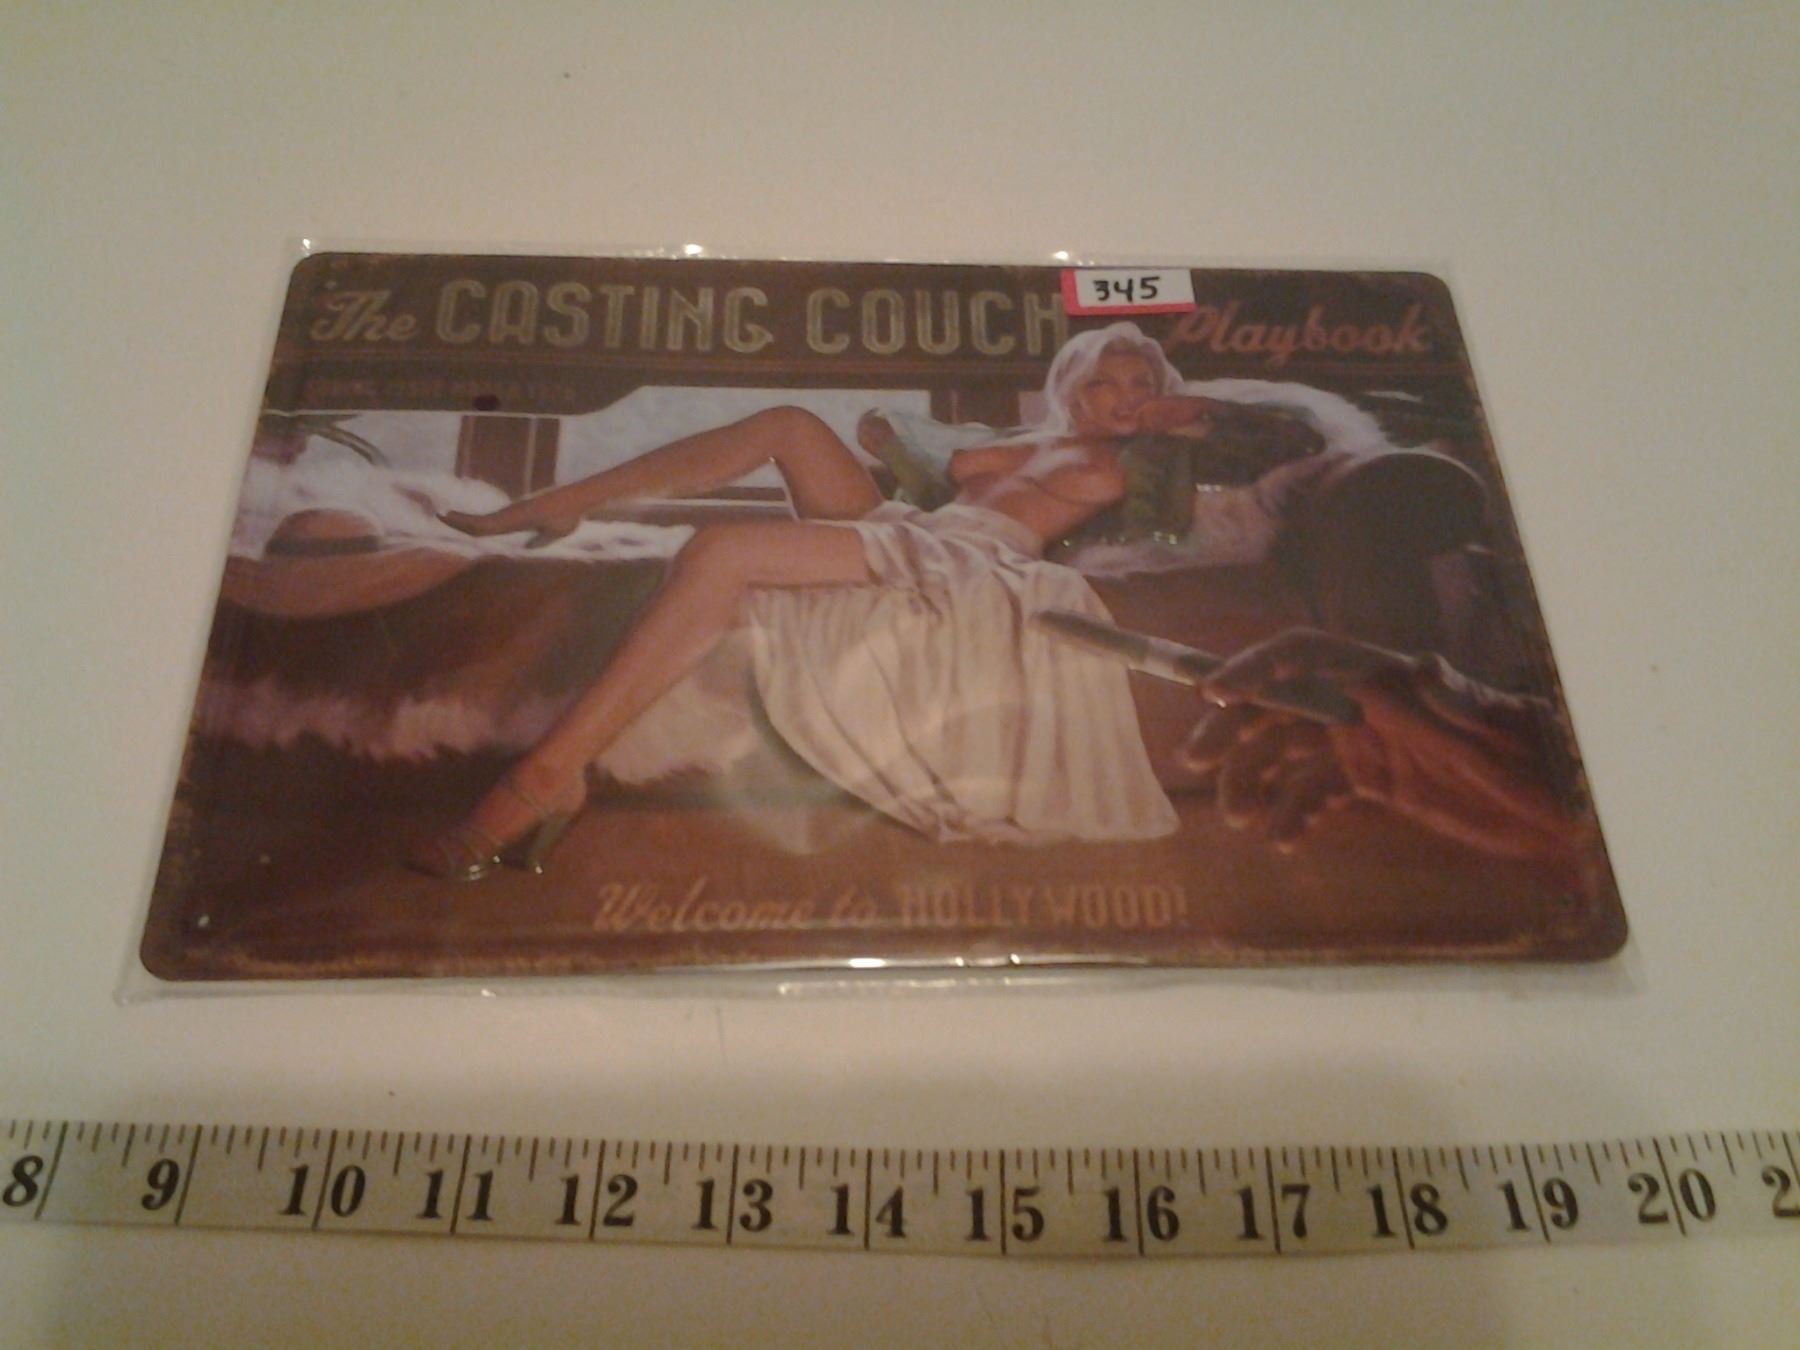 The CASTING COUCH Playbook
345
Welcome to HOLLYWOOD!
8 9 10 11 12 13 14 15 16 17 18 19 20 2